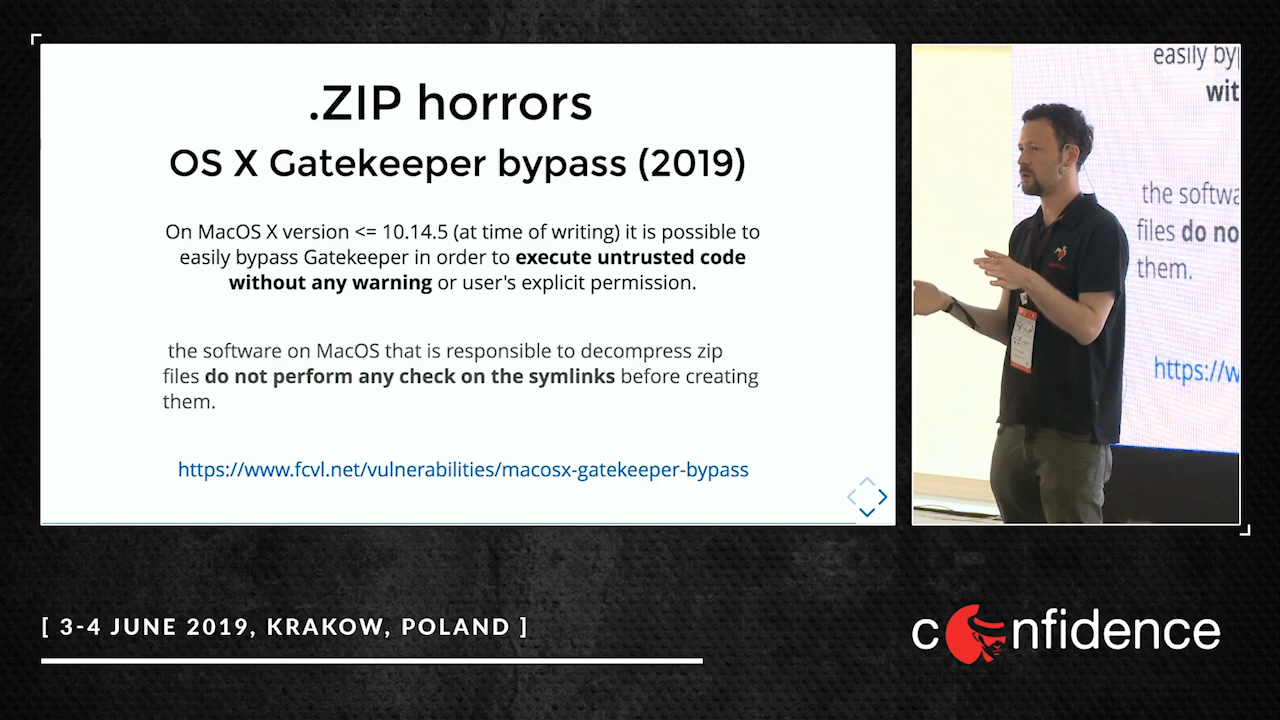 .ZIP horrors
OS X Gatekeeper bypass (2019)
On MacOS X version <= 10.14.5 (at time of writing) it is possible to
easily bypass Gatekeeper in order to execute untrusted code
without any warning or user's explicit permission.
the software on MacOS that is responsible to decompress zip
files do not perform any check on the symlinks before creating
them.
https://www.fcvl.net/vulnerabilities/macosx-gatekeeper-bypass
easily by
wit
the softwa
files do no
them.
https://w
[ 3-4 JUNE 2019, KRAKOW, POLAND ]
confidence